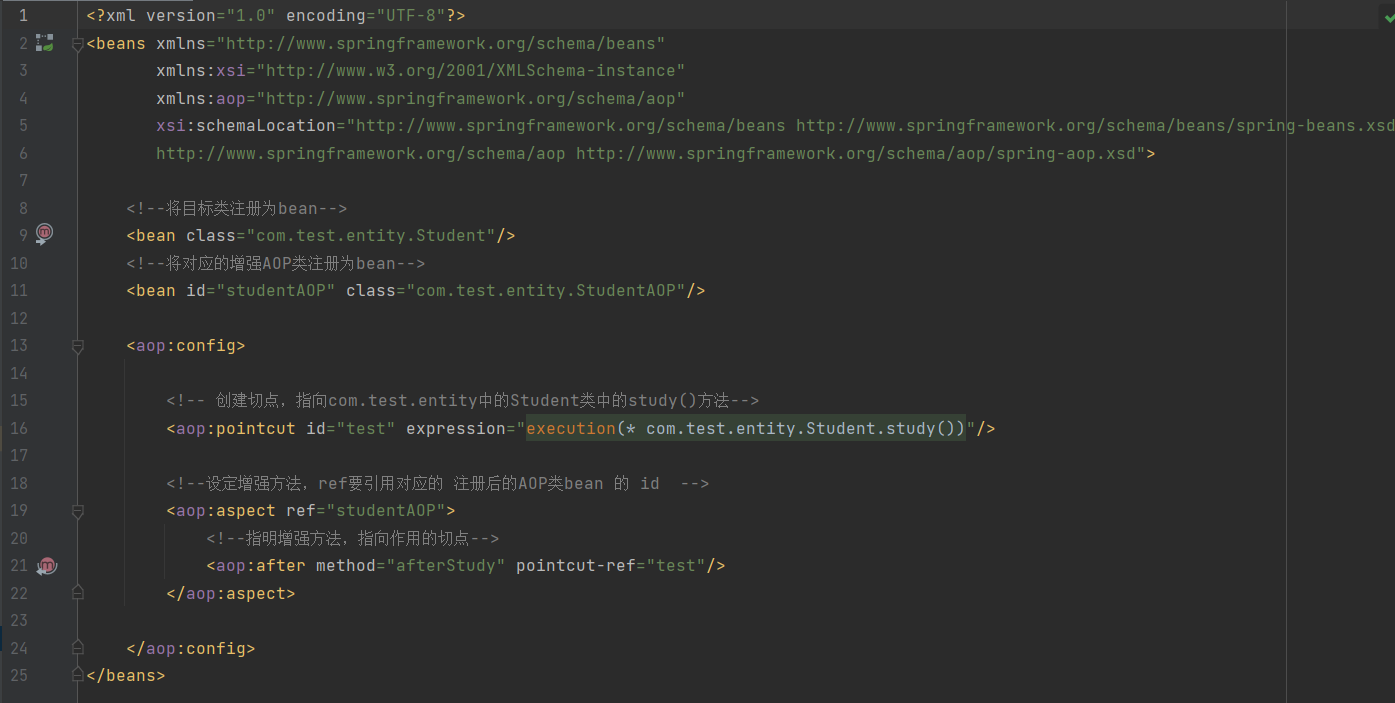 1 <?xml version="1.0" encoding="UTF-8"?>
2 <beans xmlns="http://www.springframework.org/schema/beans"
3 xmlns:xsi="http://www.w3.org/2001/XMLSchema-instance"
4 xmlns:aop="http://www.springframework.org/schema/aop"
5 xsi:schemaLocation="http://www.springframework.org/schema/beans http://www.springframework.org/schema/beans/spring-beans.xsd
6 http://www.springframework.org/schema/aop http://www.springframework.org/schema/aop/spring-aop.xsd">
7
8 <!--将目标类注册为bean-->
9 <bean class="com.test.entity.Student"/>
10 <!--将对应的增强AOP类注册为bean-->
11 <bean id="studentAOP" class="com.test.entity.StudentAOP"/>
12
13 <aop:config>
14
15 <!-- 创建切点，指向com.test.entity中的Student类中的study()方法-->
16 <aop:pointcut id="test" expression="execution(* com.test.entity.Student.study())"/>
17
18 <!--设定增强方法，ref要引用对应的 注册后的AOP类bean 的 id  -->
19 <aop:aspect ref="studentAOP">
20 <!--指明增强方法，指向作用的切点-->
21 <aop:after method="afterStudy" pointcut-ref="test"/>
22 </aop:aspect>
23
24 </aop:config>
25 </beans>